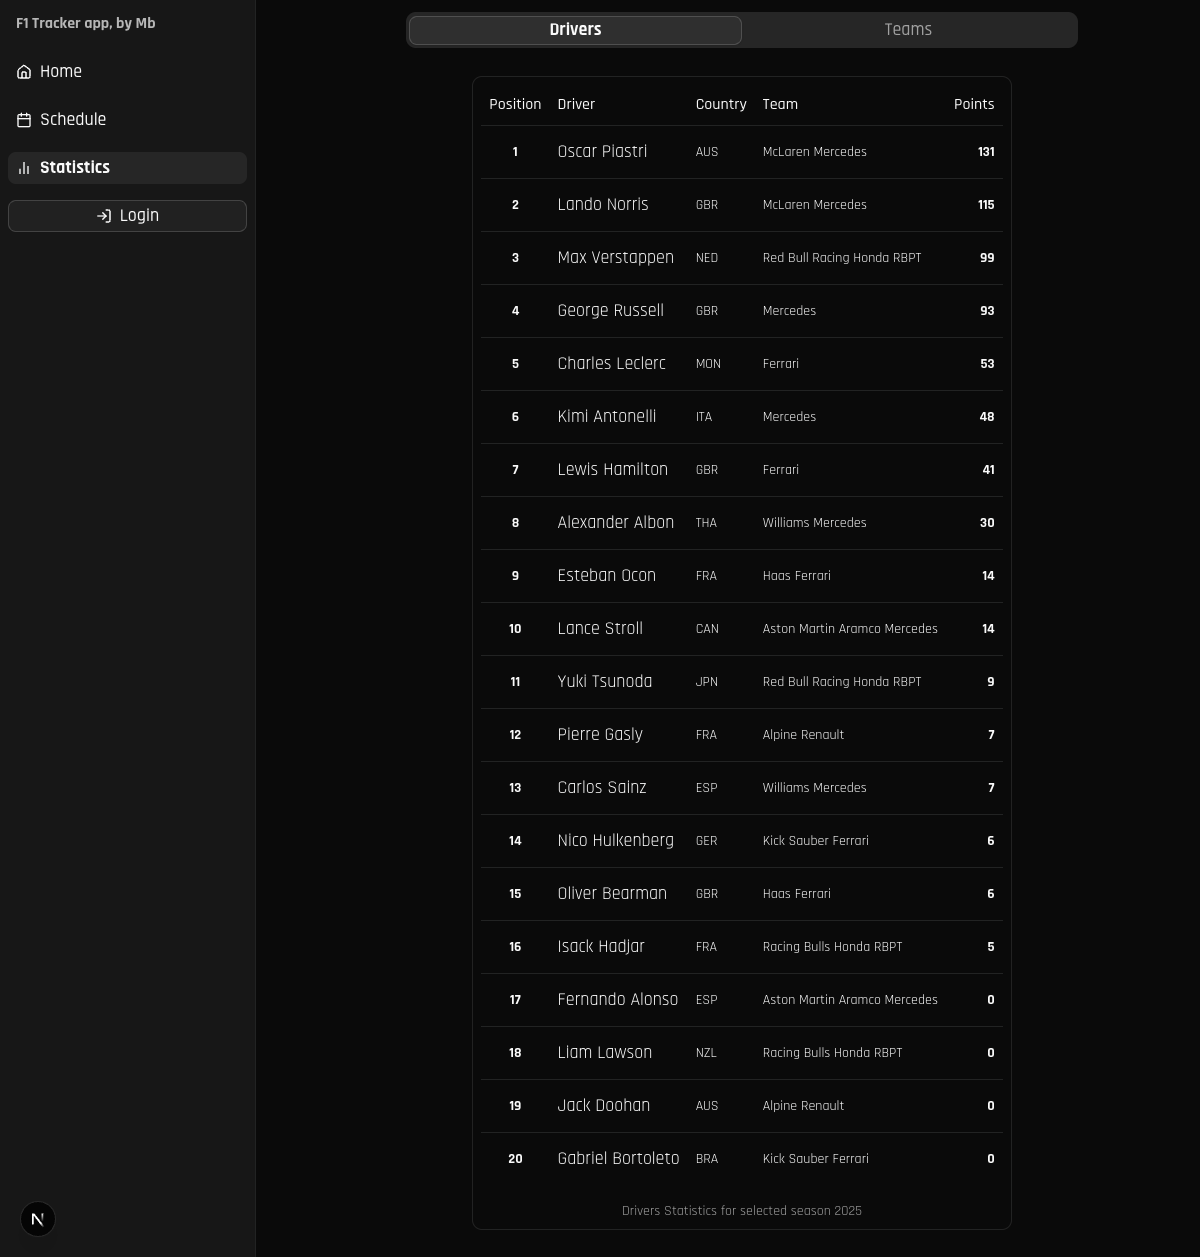 F1 Tracker app, by Mb
Home
Schedule
Statistics
Login
Drivers Teams
Position Driver Country Team Points
1 Oscar Piastri AUS McLaren Mercedes 131
2 Lando Norris GBR McLaren Mercedes 115
3 Max Verstappen NED Red Bull Racing Honda RBPT 99
4 George Russell GBR Mercedes 93
5 Charles Leclerc MON Ferrari 53
6 Kimi Antonelli ITA Mercedes 48
7 Lewis Hamilton GBR Ferrari 41
8 Alexander Albon THA Williams Mercedes 30
9 Esteban Ocon FRA Haas Ferrari 14
10 Lance Stroll CAN Aston Martin Aramco Mercedes 14
11 Yuki Tsunoda JPN Red Bull Racing Honda RBPT 9
12 Pierre Gasly FRA Alpine Renault 7
13 Carlos Sainz ESP Williams Mercedes 7
14 Nico Hulkenberg GER Kick Sauber Ferrari 6
15 Oliver Bearman GBR Haas Ferrari 6
16 Isack Hadjar FRA Racing Bulls Honda RBPT 5
17 Fernando Alonso ESP Aston Martin Aramco Mercedes 0
18 Liam Lawson NZL Racing Bulls Honda RBPT 0
19 Jack Doohan AUS Alpine Renault 0
20 Gabriel Bortoleto BRA Kick Sauber Ferrari 0
Drivers Statistics for selected season 2025
N